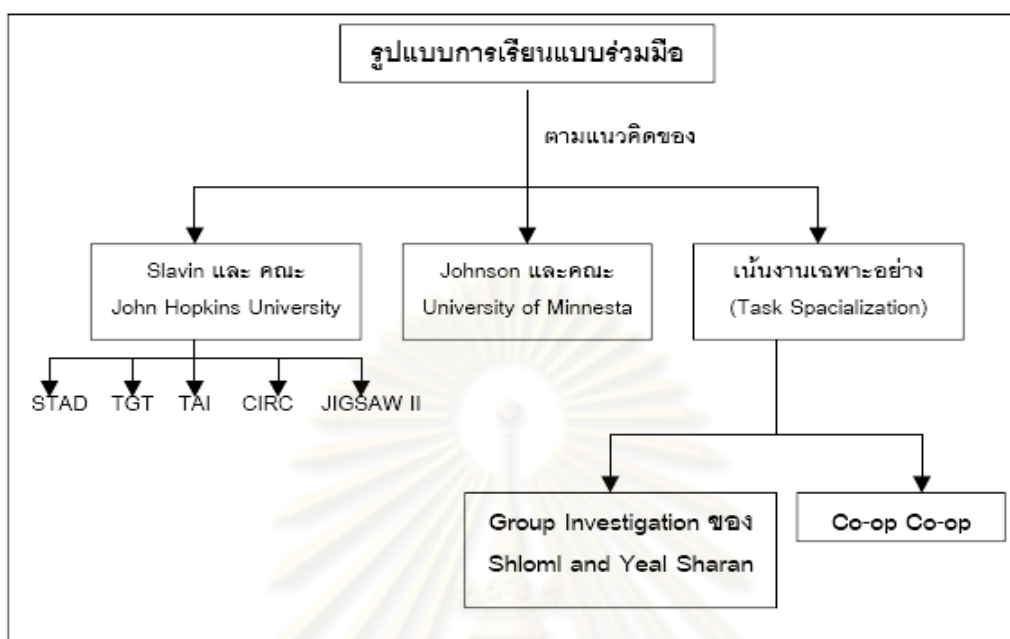 รูปแบบการเรียนแบบร่วมมือ
ตามแนวคิดของ
Slavin และ คณะ
John Hopkins University
Johnson และคณะ
University of Minnesta
เน้นงานเฉพาะอย่าง
(Task Spacialization)
STAD TGT TAI CIRC JIGSAW II
Group Investigation ของ
Shloml and Yeal Sharan
Co-op Co-op